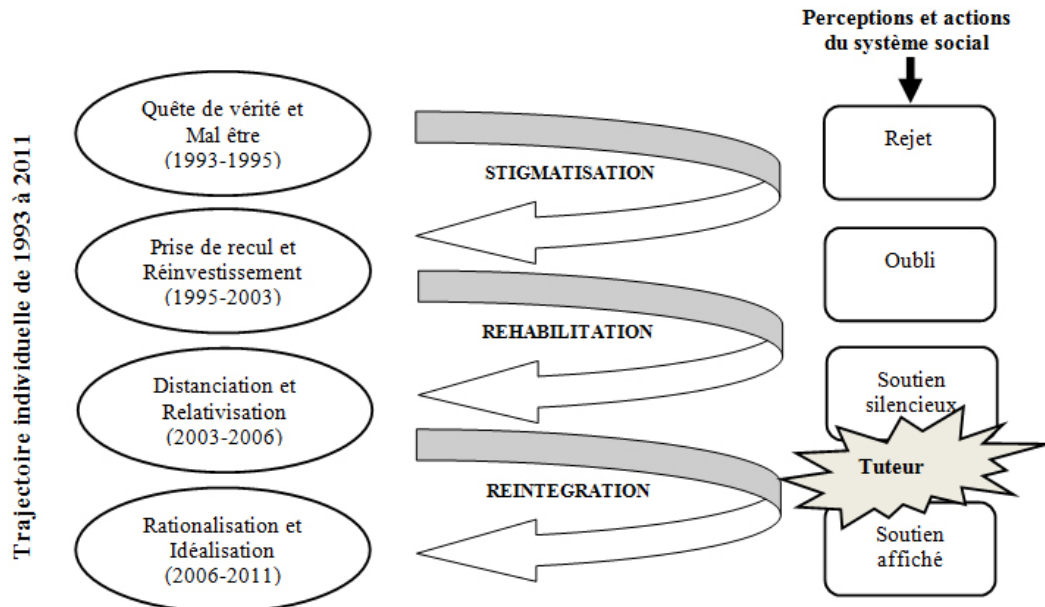 Perceptions et actions
du système social
Trajectoire individuelle de 1993 à 2011
Quête de vérité et
Mal être
(1993-1995)
STIGMATISATION
Rejet
Prise de recul et
Réinvestissement
(1995-2003)
REHABILITATION
Oubli
Distanciation et
Relativisation
(2003-2006)
REINTEGRATION
Soutien
silencieux
Tuteur
Rationalisation et
Idéalisation
(2006-2011)
Soutien
affiché